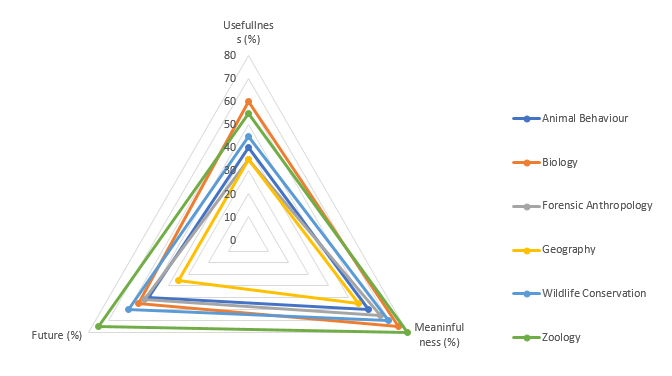 Usefullnes
s (%)
80
70
60
50
40
30
20
10
0
Meaninful
ness (%)
Future (%)
Animal Behaviour
Biology
Forensic Anthropology
Geography
Wildlife Conservation
Zoology